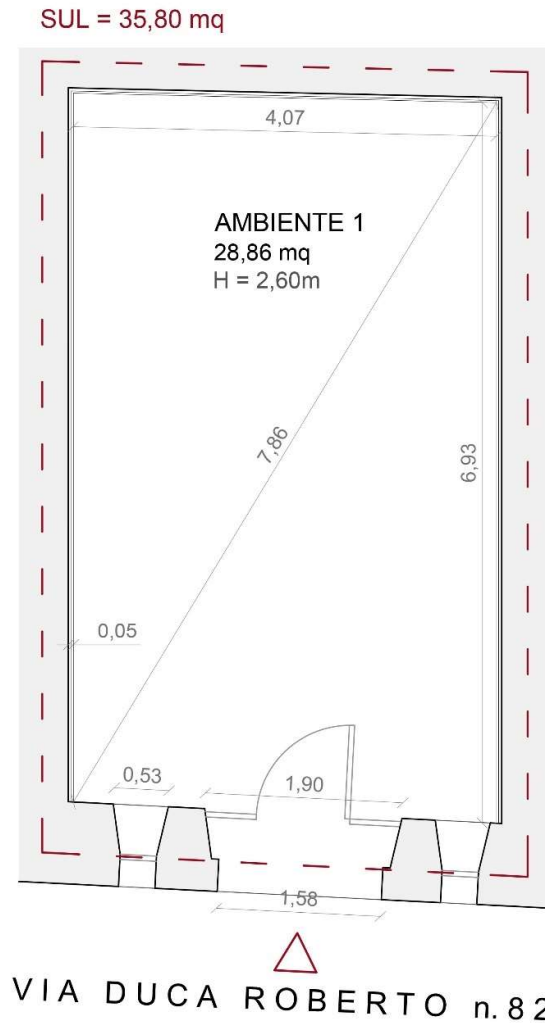 SUL = 35,80 mq
4,07
AMBIENTE 1
28,86 mq
H = 2,60m
7,86
6,93
0,05
0,53
1,90
1,58
VIA DUCA ROBERTO n.82